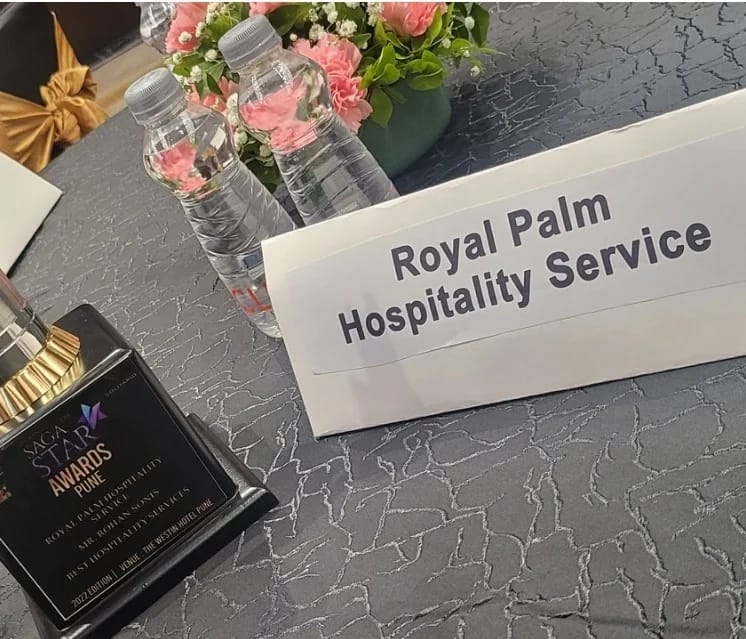 Royal Palm
Hospitality Service
SAGA
STAR
AWARDS
PUNE
ROYAL PALM HOSPITALITY
SERVICE
MR. ROHAN SONIS
BEST HOSPITALITY SERVICES
2022 EDITION | VENUE : THE WESTIN HOTEL PUNE